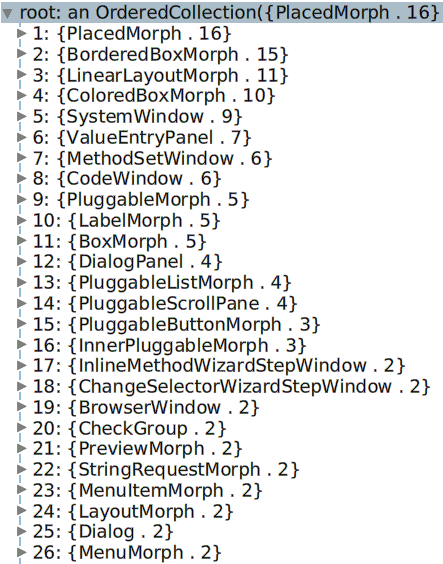 root: an OrderedCollection({PlacedMorph . 16}
1: {PlacedMorph . 16}
2: {BorderedBoxMorph . 15}
3: {LinearLayoutMorph . 11}
4: {ColoredBoxMorph . 10}
5: {SystemWindow . 9}
6: {ValueEntryPanel . 7}
7: {MethodSetWindow . 6}
8: {CodeWindow . 6}
9: {PluggableMorph . 5}
10: {LabelMorph . 5}
11: {BoxMorph . 5}
12: {DialogPanel . 4}
13: {PluggableListMorph . 4}
14: {PluggableScrollPane . 4}
15: {PluggableButtonMorph . 3}
16: {InnerPluggableMorph . 3}
17: {InlineMethodWizardStepWindow . 2}
18: {ChangeSelectorWizardStepWindow . 2}
19: {BrowserWindow . 2}
20: {CheckGroup . 2}
21: {PreviewMorph . 2}
22: {StringRequestMorph . 2}
23: {MenuItemMorph . 2}
24: {LayoutMorph . 2}
25: {Dialog . 2}
26: {MenuMorph . 2}